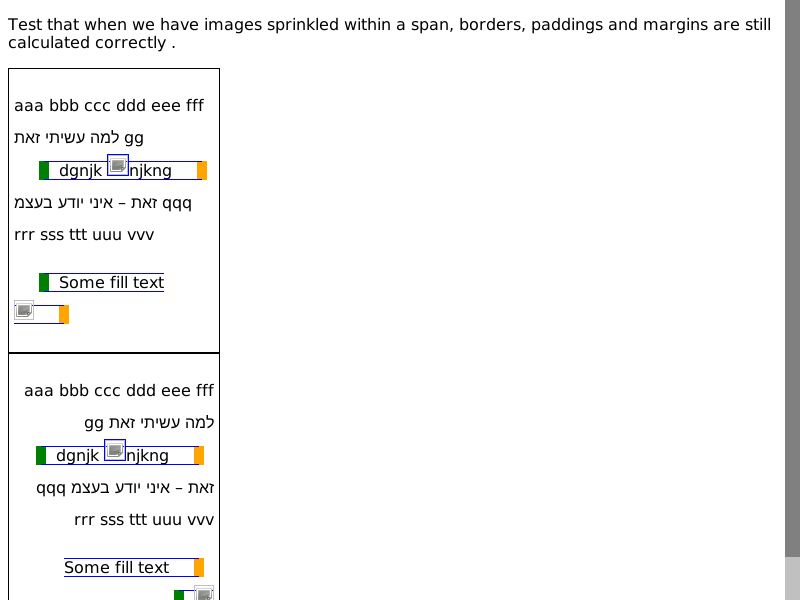 Test that when we have images sprinkled within a span, borders, paddings and margins are still
calculated correctly .
aaa bbb ccc ddd eee fff
למה עשיתי זאת gg
dgnjk njkng
זאת – איני יודע בעצמ qqq
rrr sss ttt uuu vvv
Some fill text
aaa bbb ccc ddd eee fff
למה עשיתי זאת gg
dgnjk njkng
זאת – איני יודע בעצמ qqq
rrr sss ttt uuu vvv
Some fill text